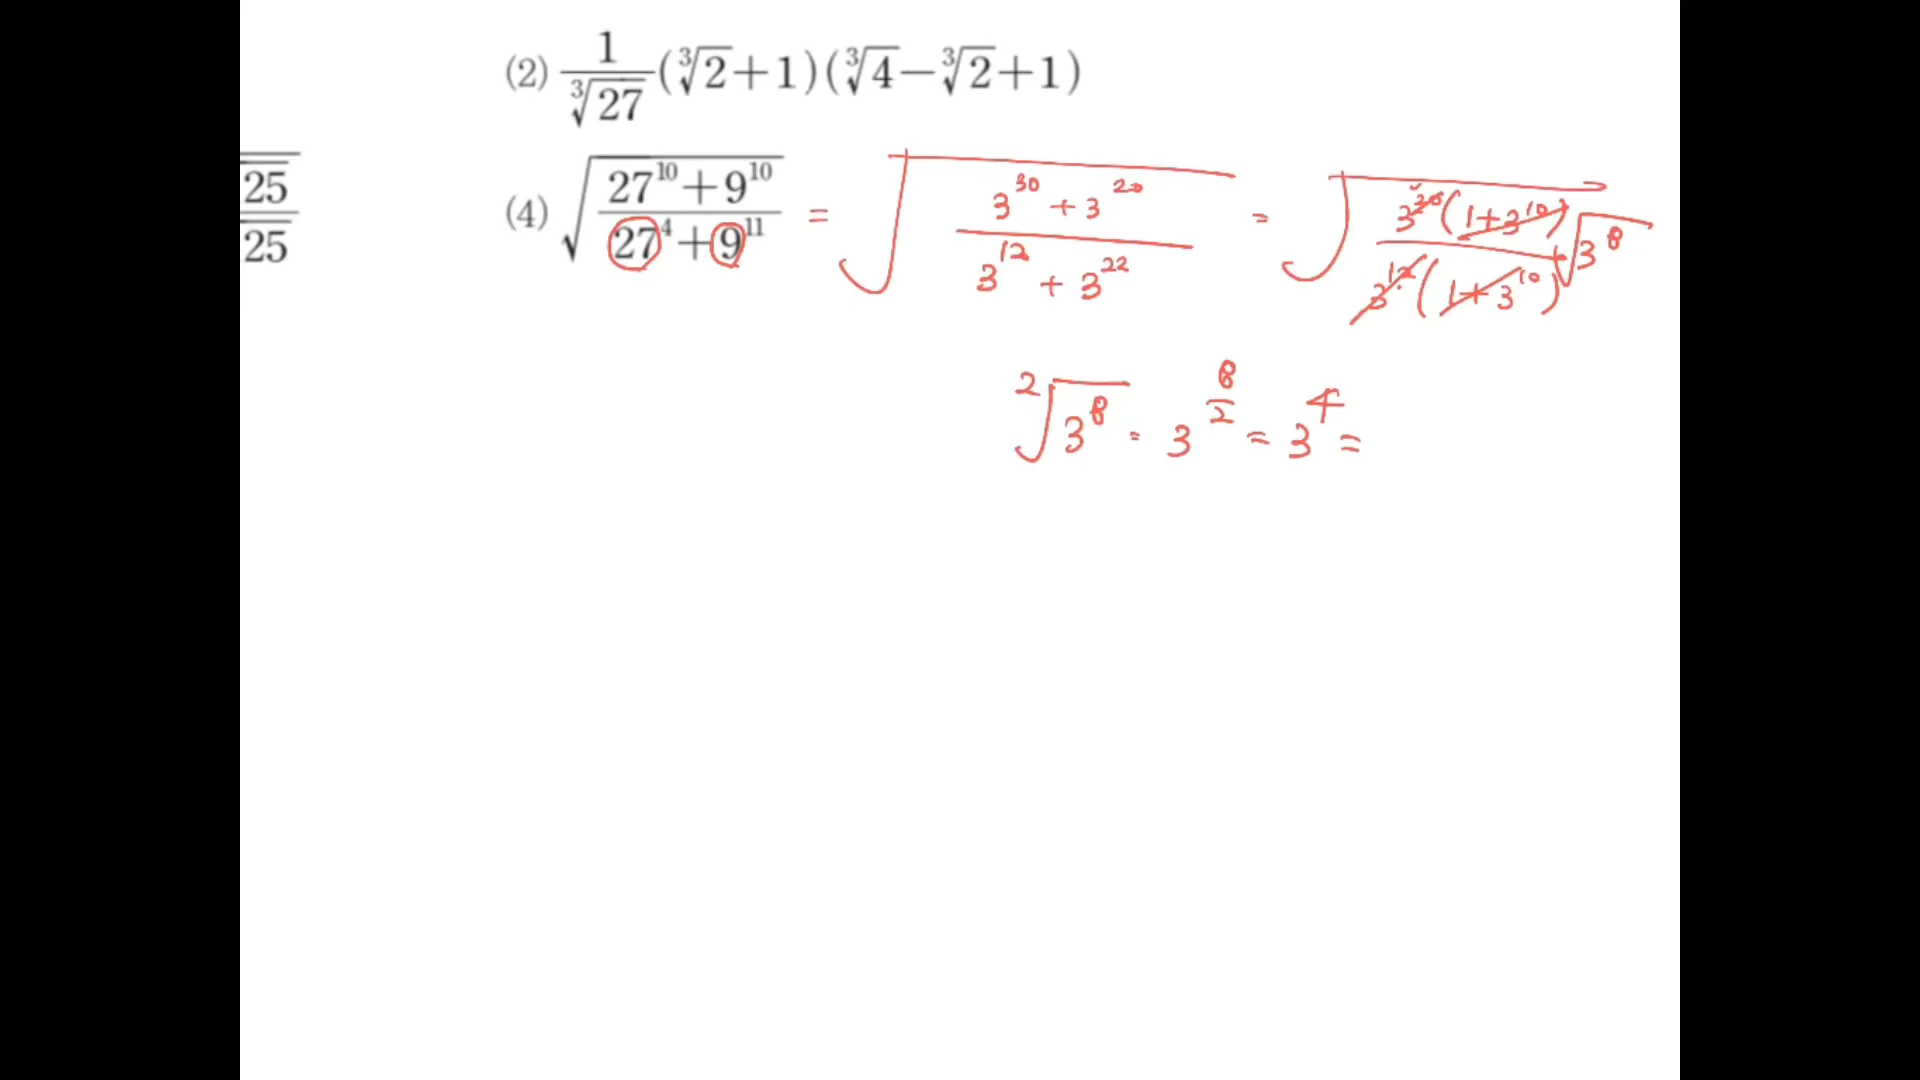 (2) 1/∛27 (∛2+1)(∛4−∛2+1)
25
25
(4) √((27^10+9^10)/(27^4+9^11)) = √((3^30+3^20)/(3^12+3^22)) = √((3^20(1+3^10))/(3^12(1+3^10))) √(3^8)
²√(3^8) = 3^(8/2) = 3^4 =